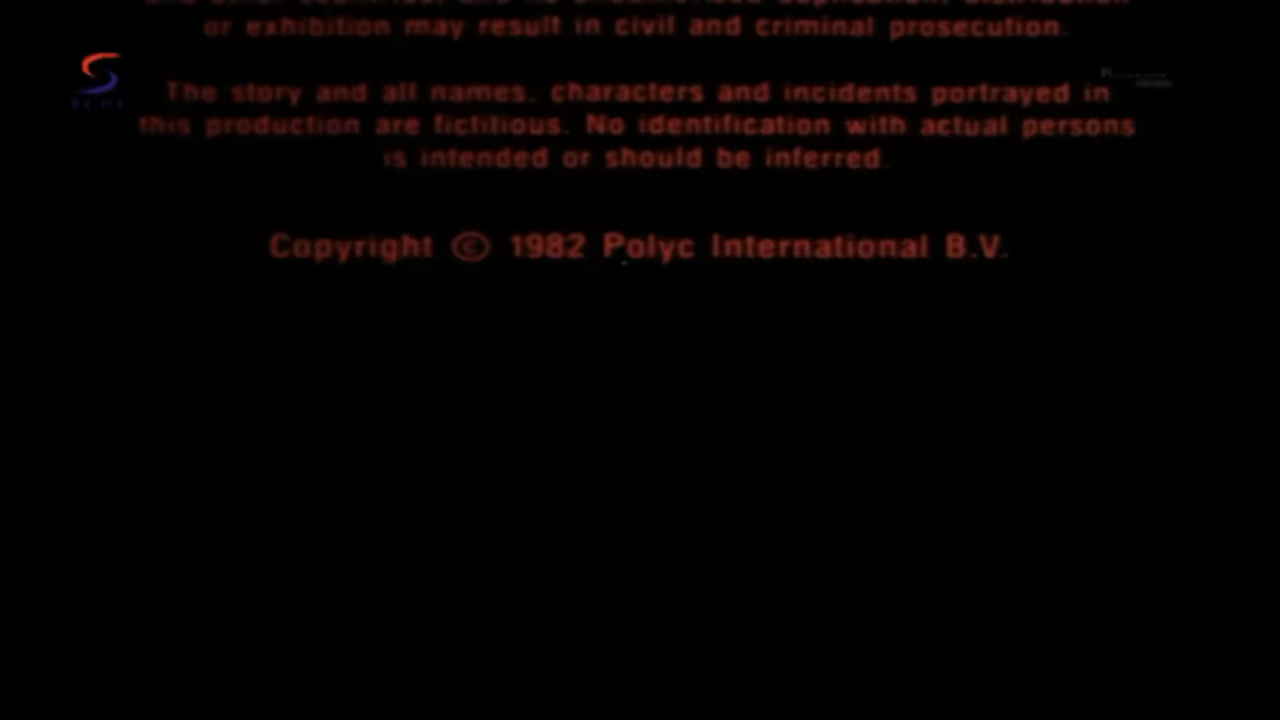 or exhibition may result in civil and criminal prosecution.
The story and all names, characters and incidents portrayed in
this production are fictitious. No identification with actual persons
is intended or should be inferred.
Copyright © 1982 Polyc International B.V.